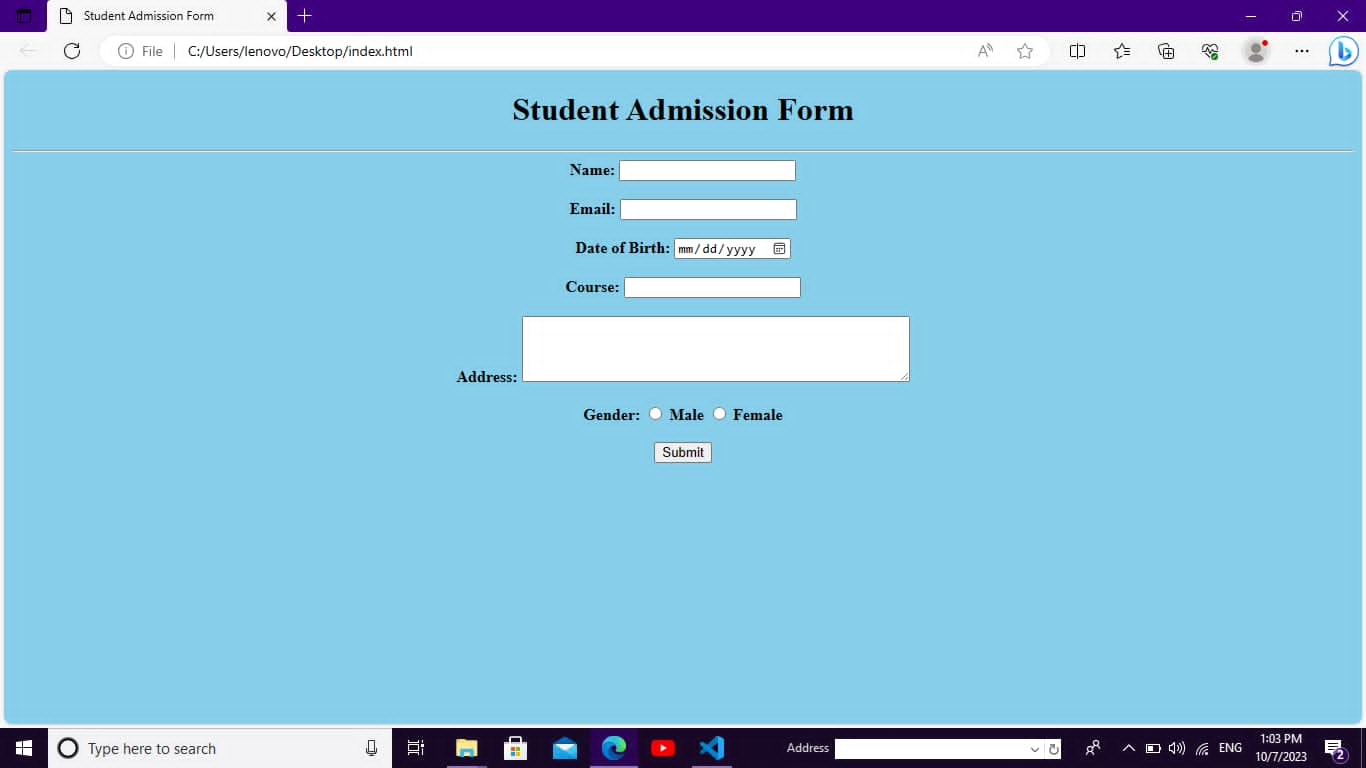 Student Admission Form
File C:/Users/lenovo/Desktop/index.html
Student Admission Form
Name:
Email:
Date of Birth: mm/dd/yyyy
Course:
Address:
Gender: Male Female
Submit
Type here to search Address ENG 1:03 PM
10/7/2023 2